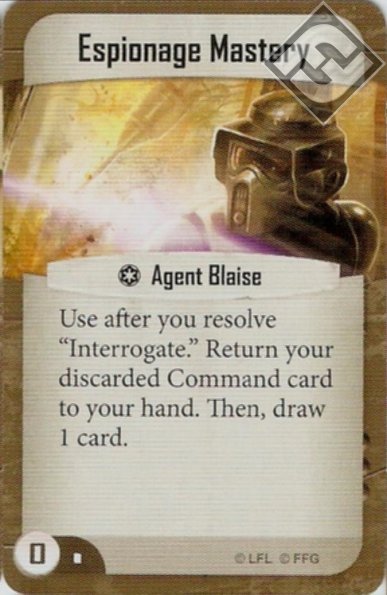 Espionage Mastery
Agent Blaise
Use after you resolve
“Interrogate.” Return your
discarded Command card
to your hand. Then, draw
1 card.
0
© LFL © FFG